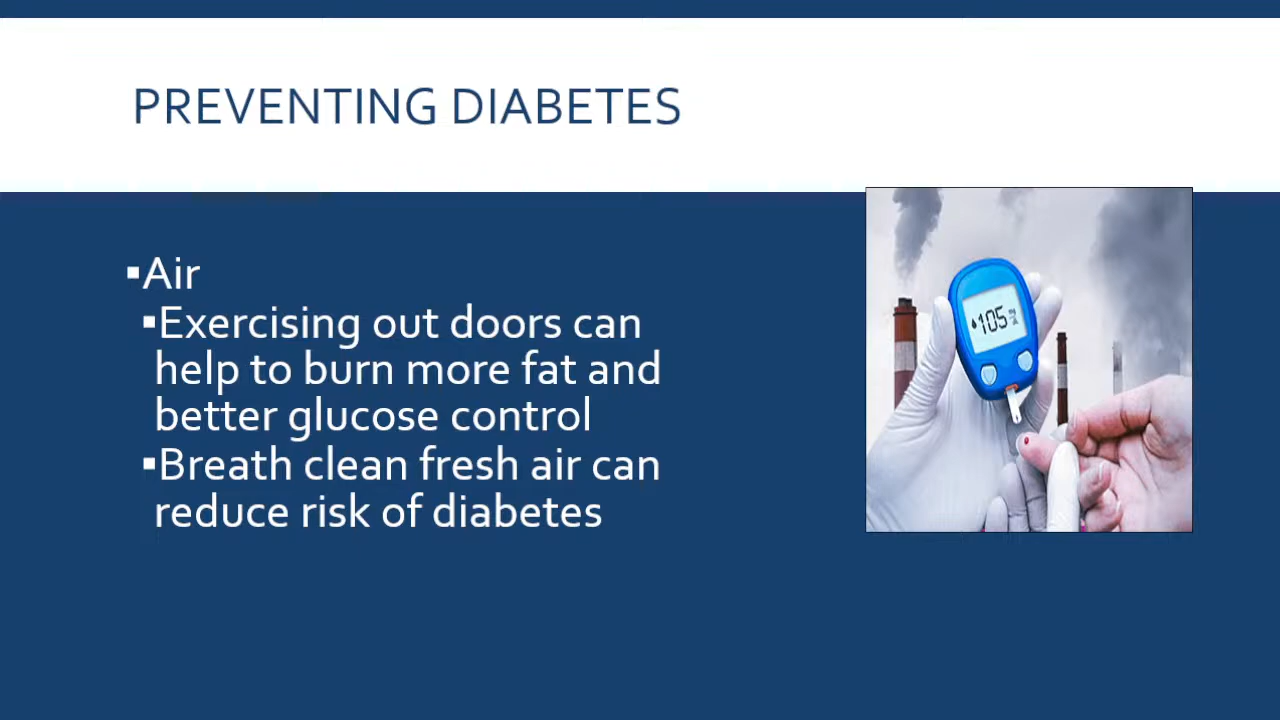 PREVENTING DIABETES
▪Air
▪Exercising out doors can
help to burn more fat and
better glucose control
▪Breath clean fresh air can
reduce risk of diabetes
105